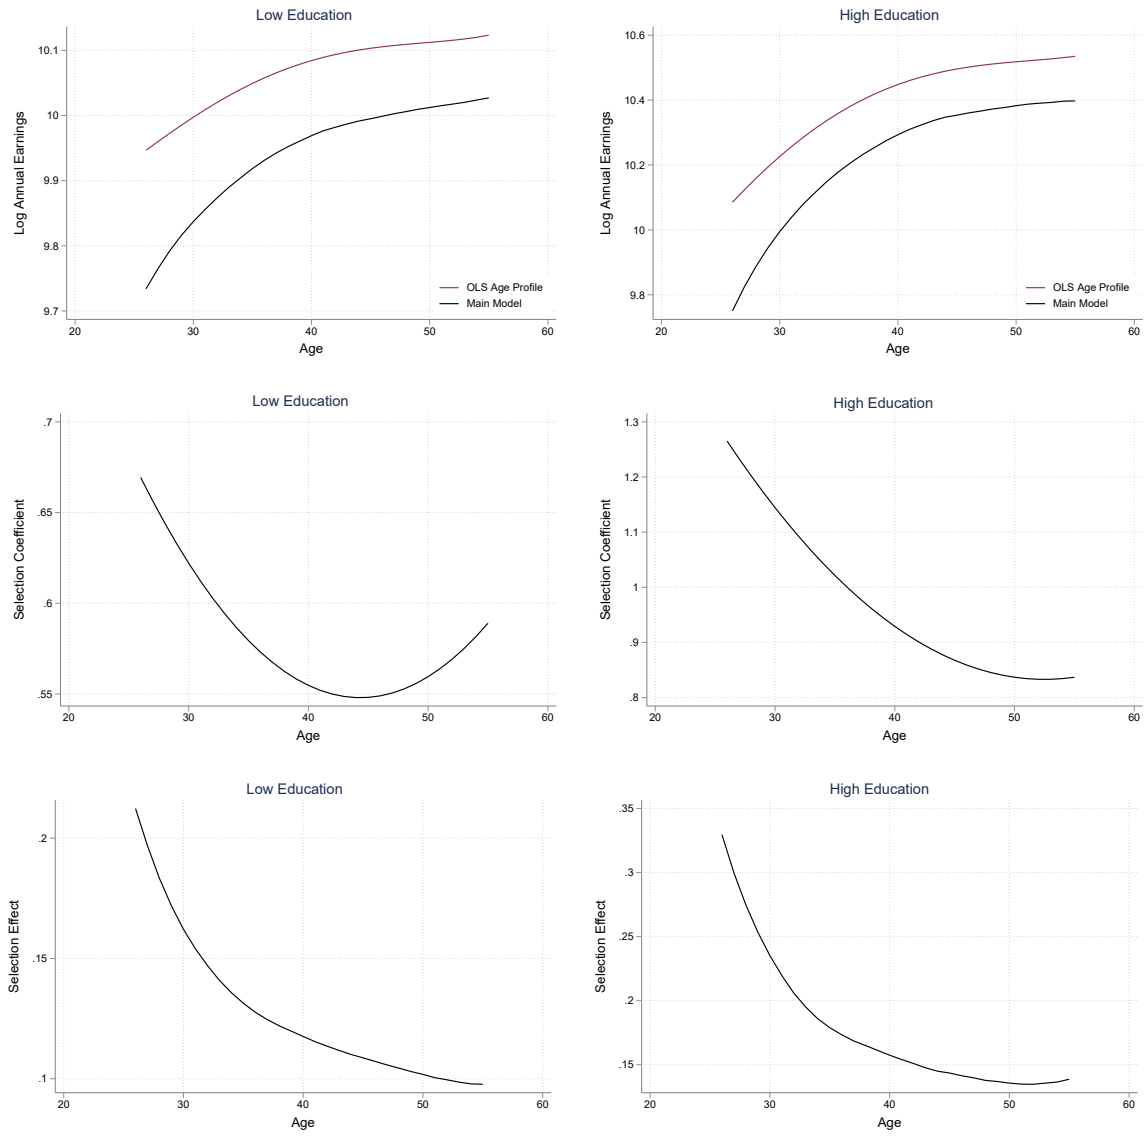 Low Education
Log Annual Earnings
10.1
10
9.9
9.8
9.7
OLS Age Profile
Main Model
20 30 40 50 60
Age
High Education
Log Annual Earnings
10.6
10.4
10.2
10
9.8
OLS Age Profile
Main Model
20 30 40 50 60
Age
Low Education
Selection Coefficient
.7
.65
.6
.55
20 30 40 50 60
Age
High Education
Selection Coefficient
1.3
1.2
1.1
1
.9
.8
20 30 40 50 60
Age
Low Education
Selection Effect
.2
.15
.1
20 30 40 50 60
Age
High Education
Selection Effect
.35
.3
.25
.2
.15
20 30 40 50 60
Age